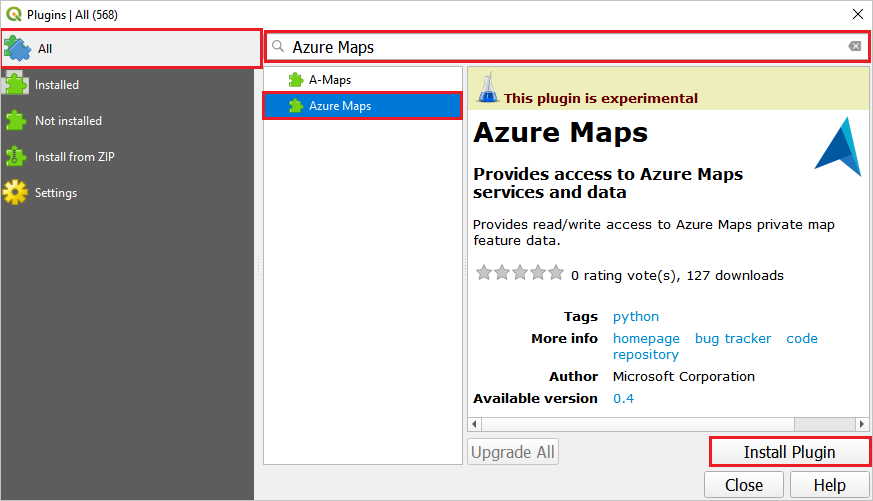 Plugins | All (568)
All
Installed
Not installed
Install from ZIP
Settings
Azure Maps
A-Maps
Azure Maps
This plugin is experimental
Azure Maps
Provides access to Azure Maps
services and data
Provides read/write access to Azure Maps private map
feature data.
0 rating vote(s), 127 downloads
Tags python
More info homepage bug tracker code
repository
Author Microsoft Corporation
Available version 0.4
Upgrade All
Install Plugin
Close
Help